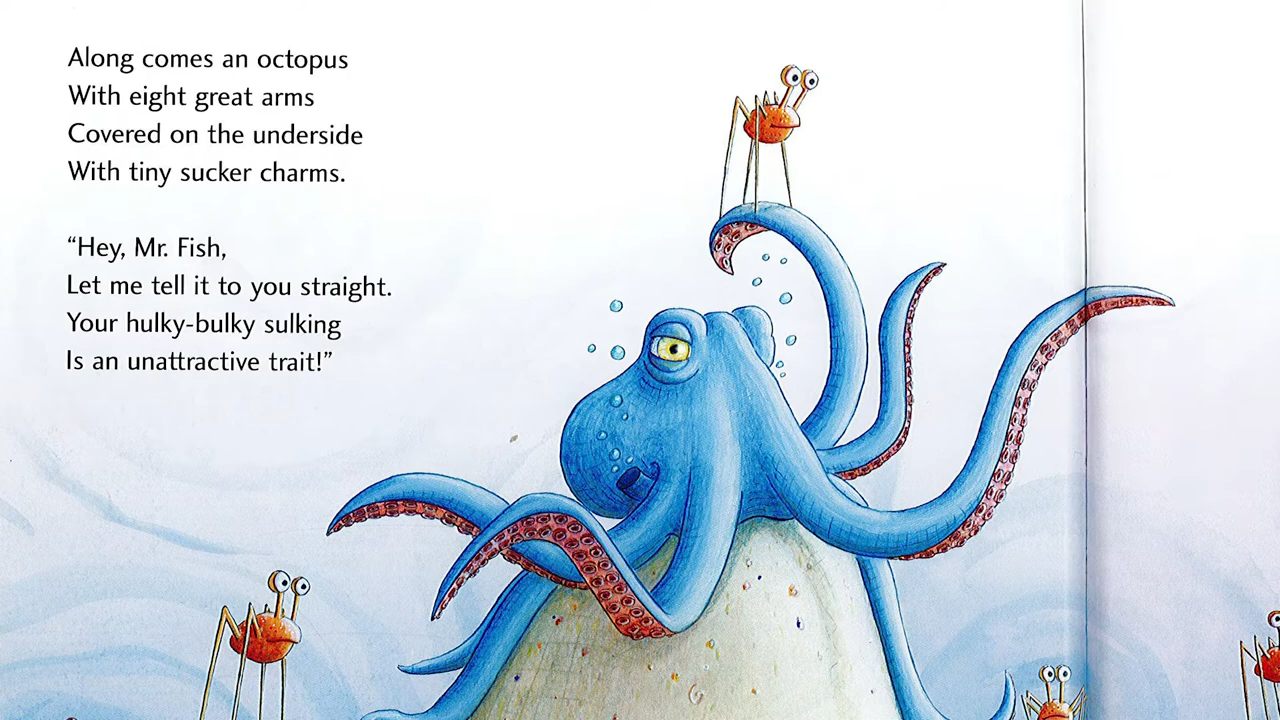 Along comes an octopus
With eight great arms
Covered on the underside
With tiny sucker charms.
“Hey, Mr. Fish,
Let me tell it to you straight.
Your hulky-bulky sulking
Is an unattractive trait!”